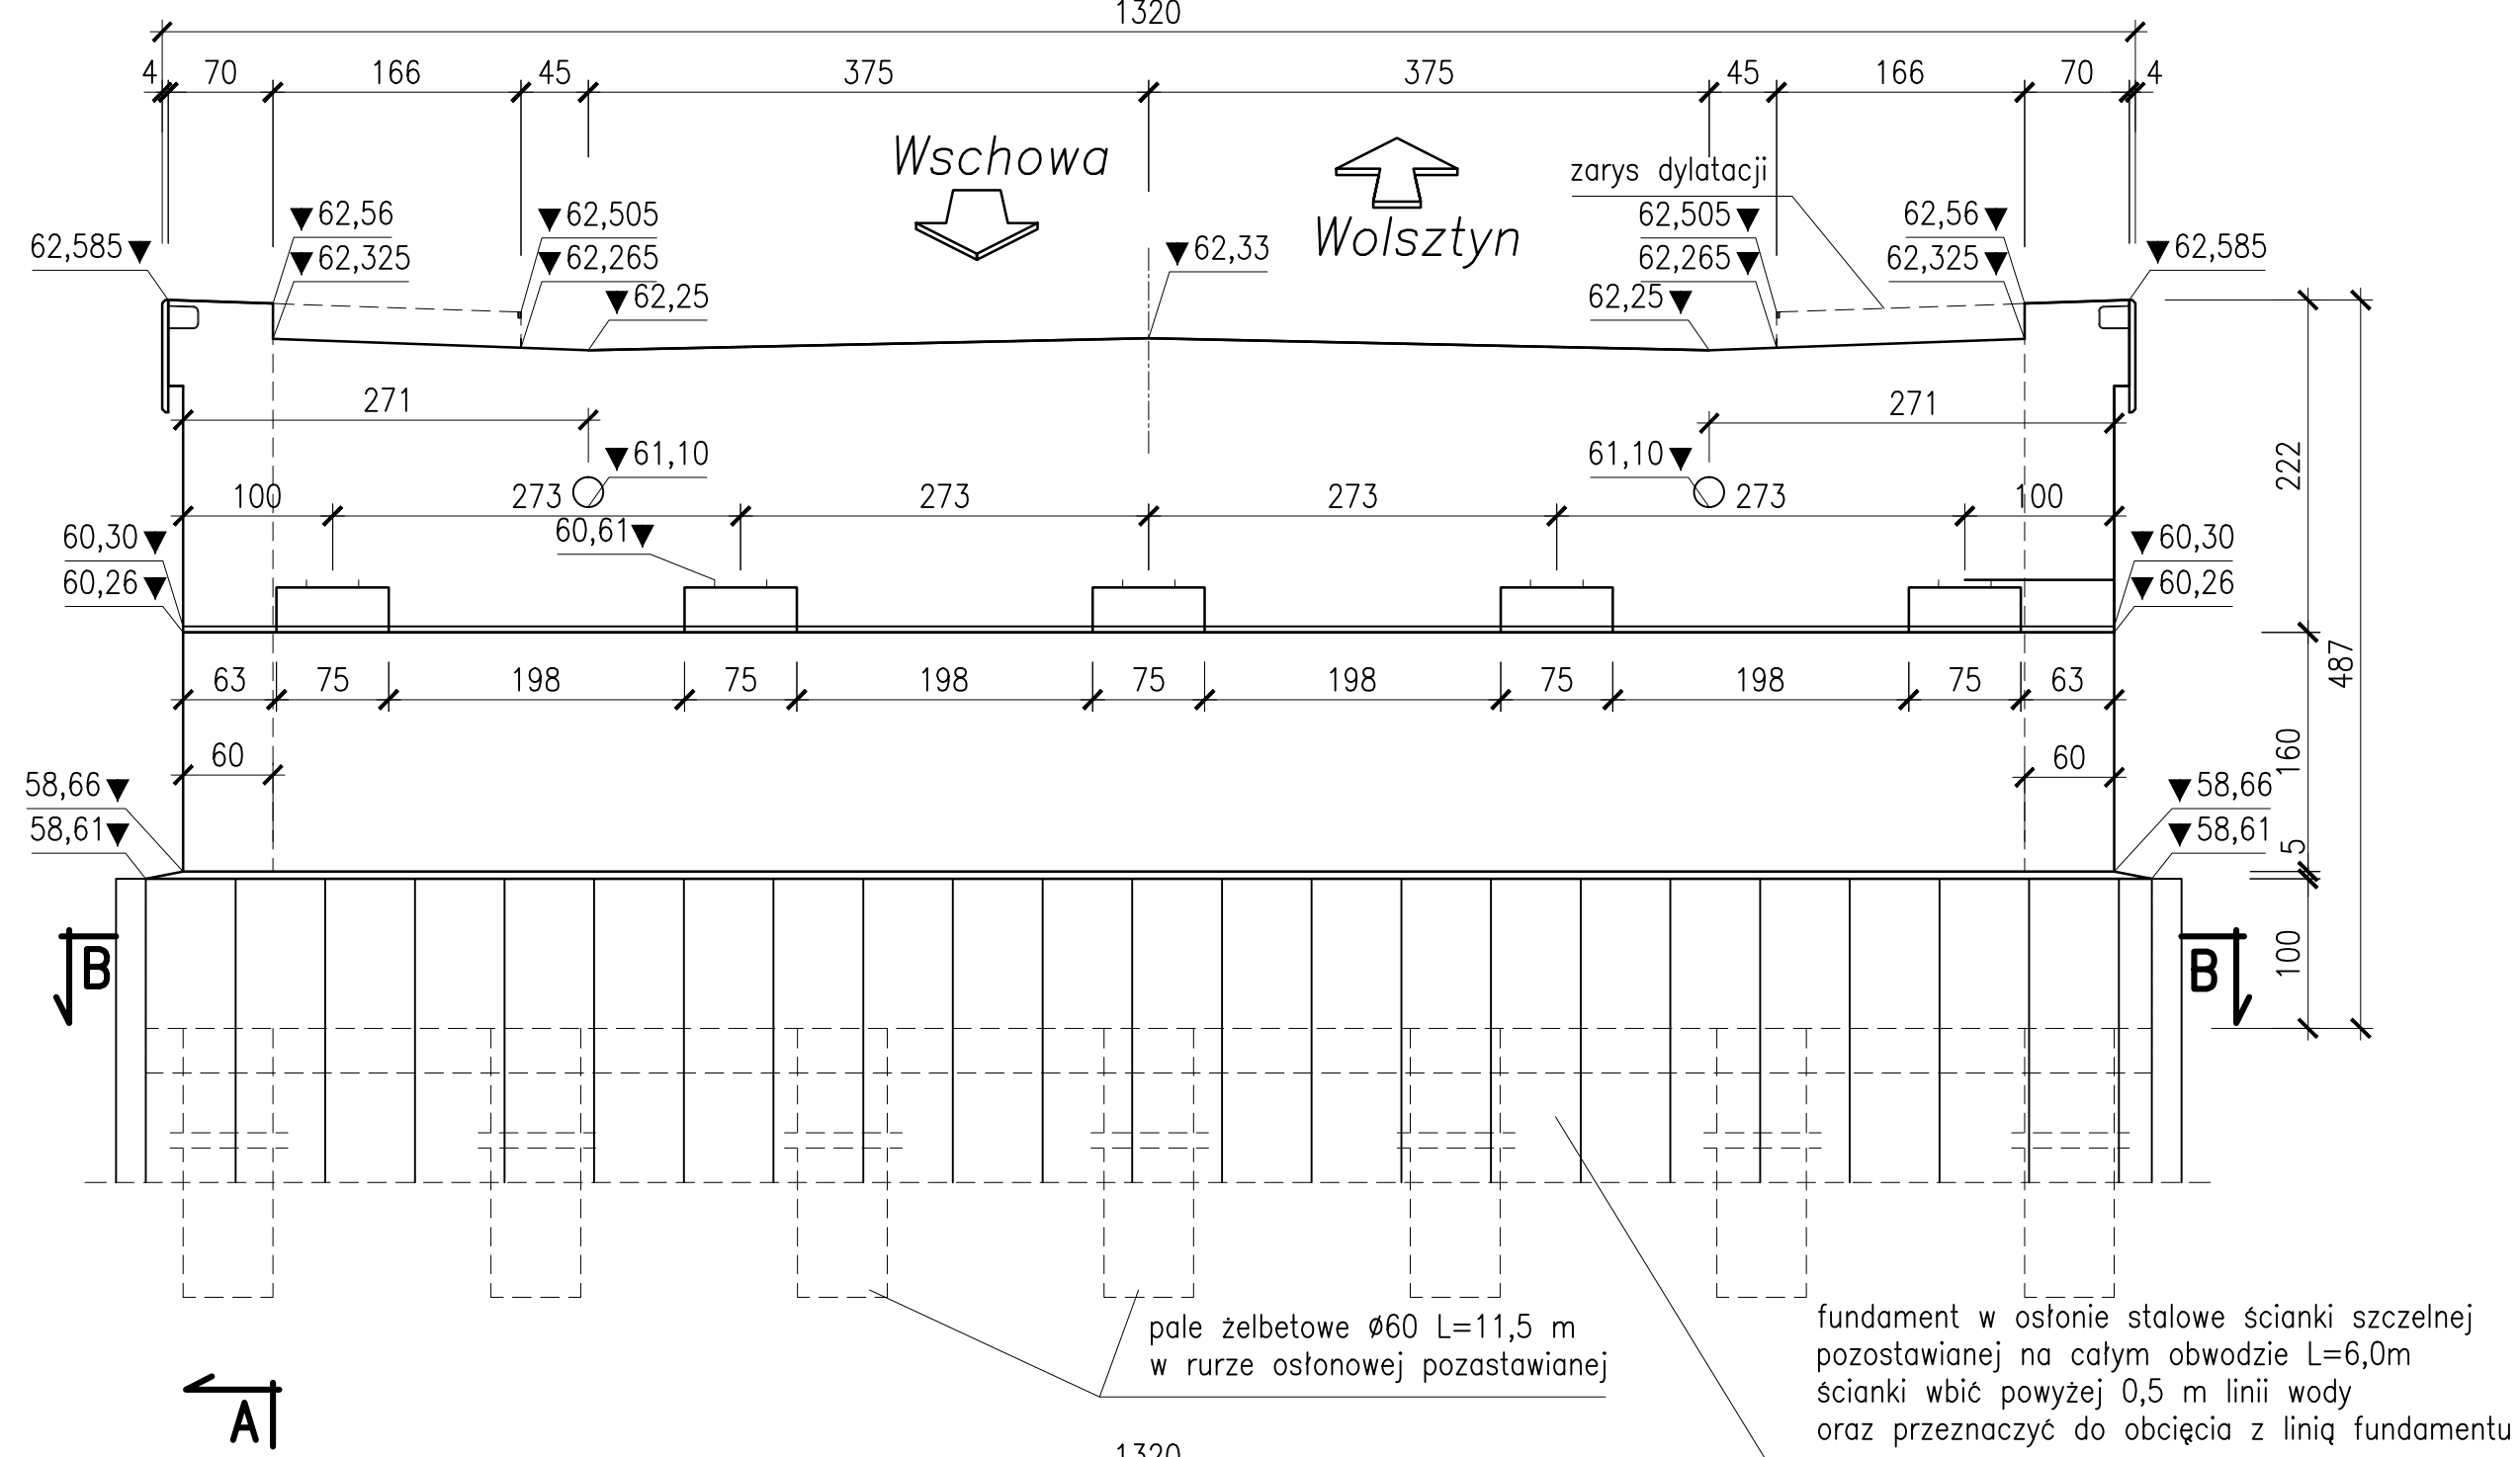 1320
4 70 166 45 375 375 45 166 70 4
Wschowa
Wolsztyn
zarys dylatacji
62,585
62,56
62,325
62,505
62,265
62,25
62,33
62,505
62,265
62,25
62,56
62,325
62,585
271
271
61,10
61,10
100 273 273 273 273 100
60,61
60,30
60,26
60,30
60,26
63 75 198 75 198 75 198 75 198 75 63
60
60
58,66
58,61
58,66
58,61
222
487
160
5
100
B
B
pale żelbetowe ø60 L=11,5 m
w rurze osłonowej pozastawianej
fundament w osłonie stalowe ścianki szczelnej
pozostawianej na całym obwodzie L=6,0m
ścianki wbić powyżej 0,5 m linii wody
oraz przeznaczyć do obcięcia z linią fundamentu
A
1320